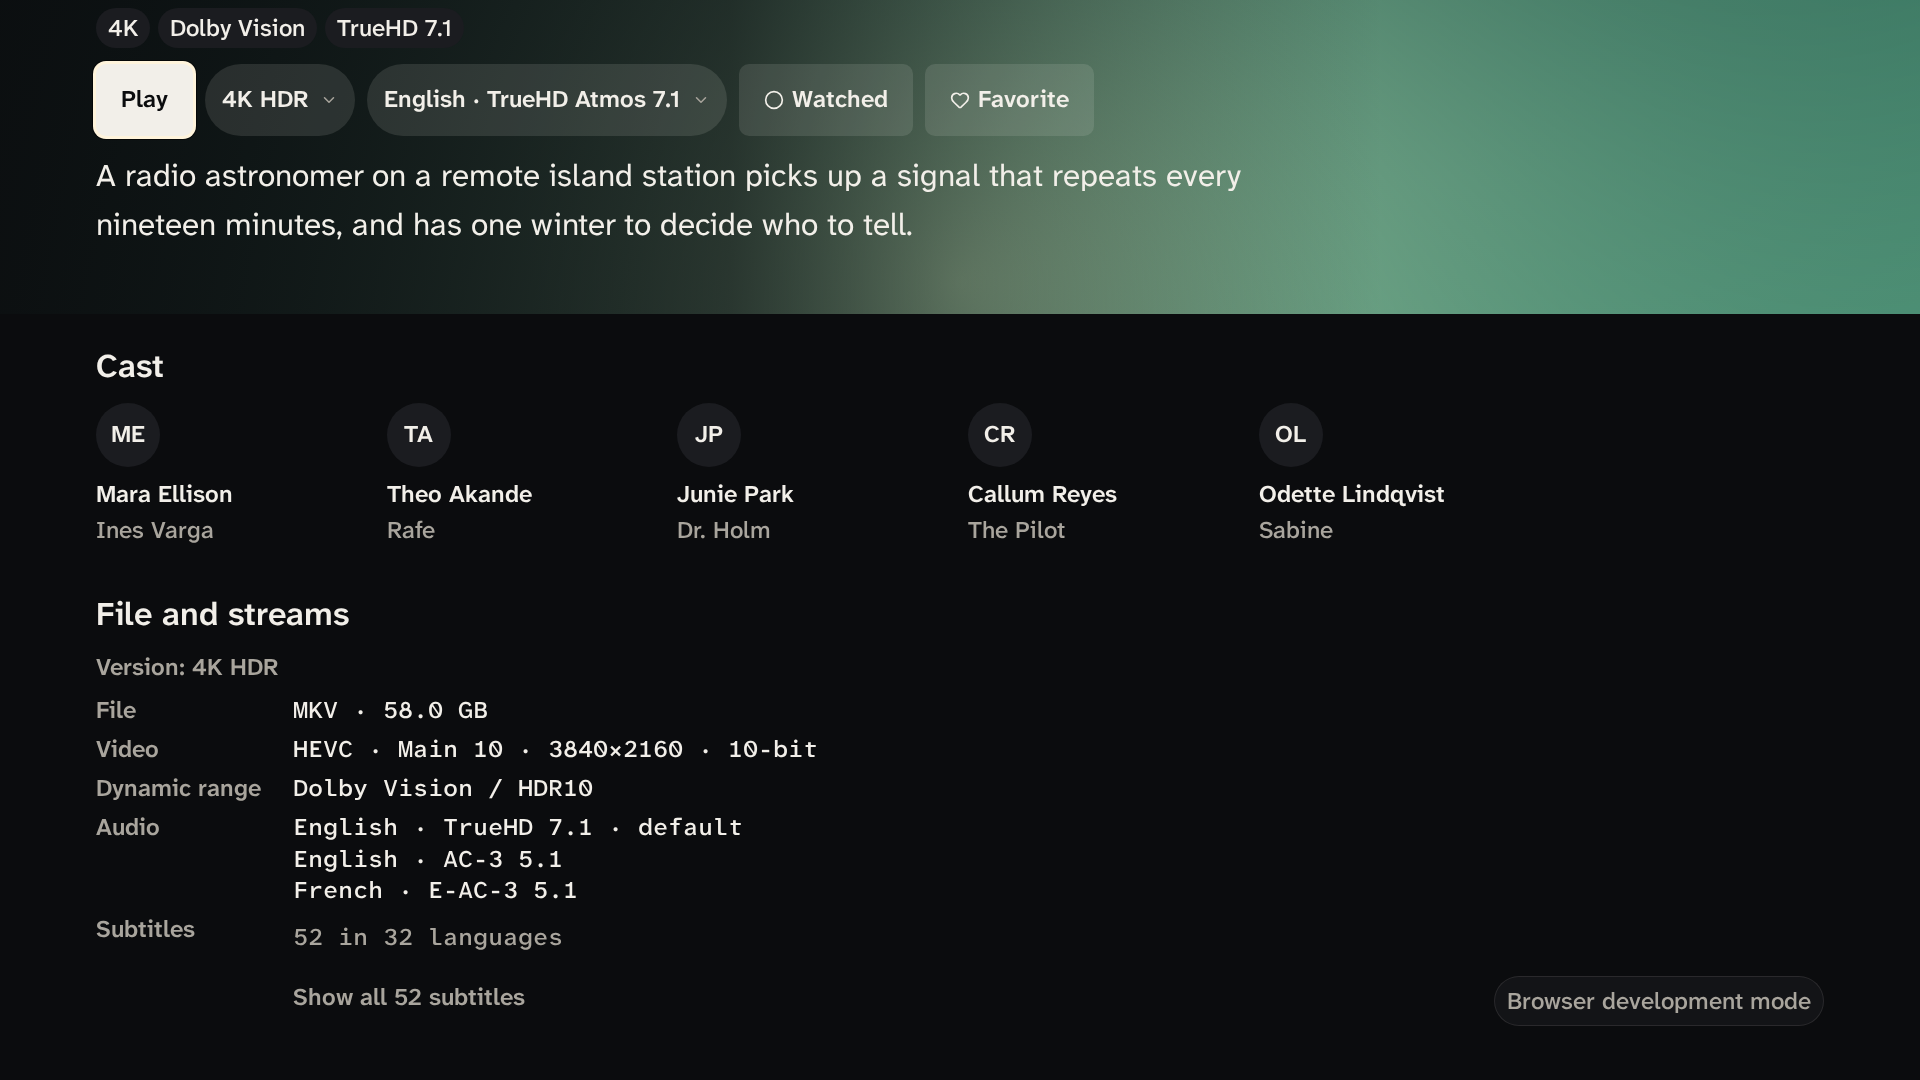 4K Dolby Vision TrueHD 7.1
Play 4K HDR English · TrueHD Atmos 7.1 Watched Favorite
A radio astronomer on a remote island station picks up a signal that repeats every
nineteen minutes, and has one winter to decide who to tell.
Cast
ME TA JP CR OL
Mara Ellison Theo Akande Junie Park Callum Reyes Odette Lindqvist
Ines Varga Rafe Dr. Holm The Pilot Sabine
File and streams
Version: 4K HDR
File MKV · 58.0 GB
Video HEVC · Main 10 · 3840×2160 · 10-bit
Dynamic range Dolby Vision / HDR10
Audio English · TrueHD 7.1 · default
English · AC-3 5.1
French · E-AC-3 5.1
Subtitles 52 in 32 languages
Show all 52 subtitles
Browser development mode